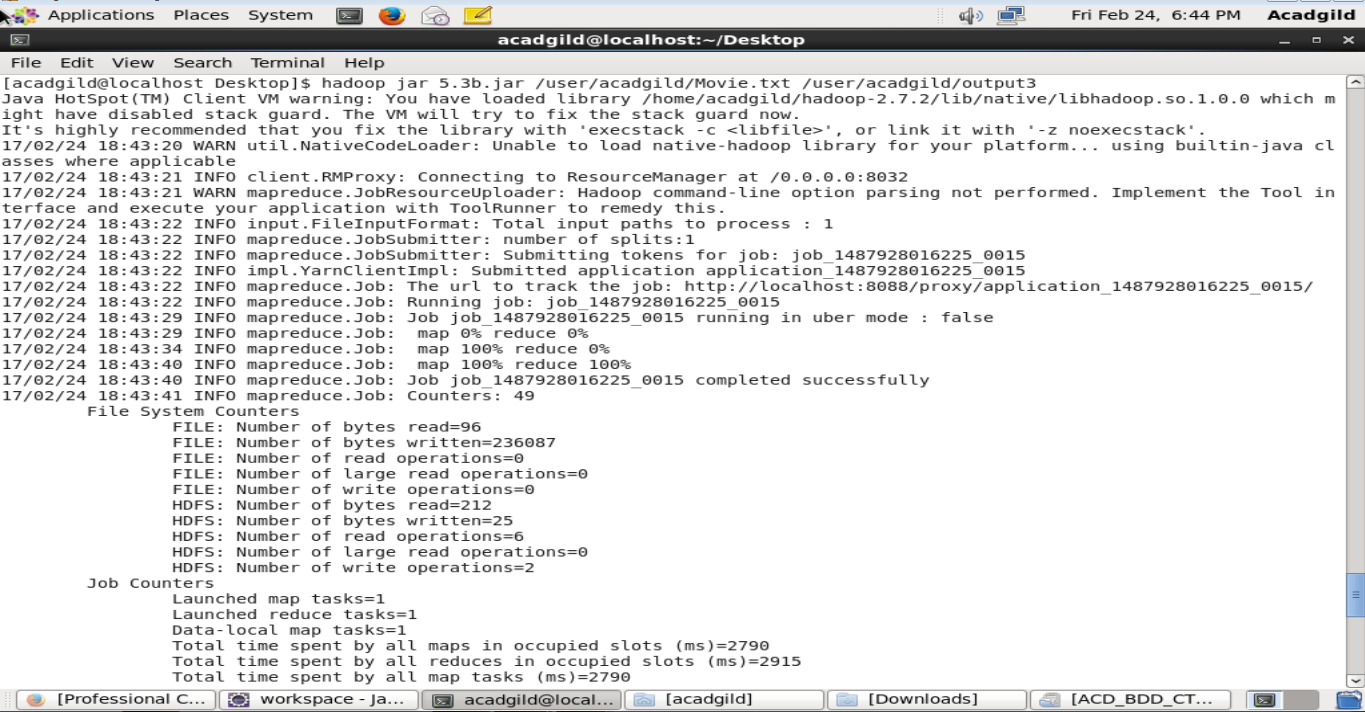 Applications Places System Fri Feb 24, 6:44 PM Acadgild
acadgild@localhost:~/Desktop
File Edit View Search Terminal Help
[acadgild@localhost Desktop]$ hadoop jar 5.3b.jar /user/acadgild/Movie.txt /user/acadgild/output3
Java HotSpot(TM) Client VM warning: You have loaded library /home/acadgild/hadoop-2.7.2/lib/native/libhadoop.so.1.0.0 which m
ight have disabled stack guard. The VM will try to fix the stack guard now.
It's highly recommended that you fix the library with 'execstack -c <libfile>', or link it with '-z noexecstack'.
17/02/24 18:43:20 WARN util.NativeCodeLoader: Unable to load native-hadoop library for your platform... using builtin-java cl
asses where applicable
17/02/24 18:43:21 INFO client.RMProxy: Connecting to ResourceManager at /0.0.0.0:8032
17/02/24 18:43:21 WARN mapreduce.JobResourceUploader: Hadoop command-line option parsing not performed. Implement the Tool in
terface and execute your application with ToolRunner to remedy this.
17/02/24 18:43:22 INFO input.FileInputFormat: Total input paths to process : 1
17/02/24 18:43:22 INFO mapreduce.JobSubmitter: number of splits:1
17/02/24 18:43:22 INFO mapreduce.JobSubmitter: Submitting tokens for job: job_1487928016225_0015
17/02/24 18:43:22 INFO impl.YarnClientImpl: Submitted application application_1487928016225_0015
17/02/24 18:43:22 INFO mapreduce.Job: The url to track the job: http://localhost:8088/proxy/application_1487928016225_0015/
17/02/24 18:43:22 INFO mapreduce.Job: Running job: job_1487928016225_0015
17/02/24 18:43:29 INFO mapreduce.Job: Job job_1487928016225_0015 running in uber mode : false
17/02/24 18:43:29 INFO mapreduce.Job:  map 0% reduce 0%
17/02/24 18:43:34 INFO mapreduce.Job:  map 100% reduce 0%
17/02/24 18:43:40 INFO mapreduce.Job:  map 100% reduce 100%
17/02/24 18:43:40 INFO mapreduce.Job: Job job_1487928016225_0015 completed successfully
17/02/24 18:43:41 INFO mapreduce.Job: Counters: 49
File System Counters
FILE: Number of bytes read=96
FILE: Number of bytes written=236087
FILE: Number of read operations=0
FILE: Number of large read operations=0
FILE: Number of write operations=0
HDFS: Number of bytes read=212
HDFS: Number of bytes written=25
HDFS: Number of read operations=6
HDFS: Number of large read operations=0
HDFS: Number of write operations=2
Job Counters
Launched map tasks=1
Launched reduce tasks=1
Data-local map tasks=1
Total time spent by all maps in occupied slots (ms)=2790
Total time spent by all reduces in occupied slots (ms)=2915
Total time spent by all map tasks (ms)=2790
[Professional C... workspace - Ja... acadgild@local... [acadgild] [Downloads] [ACD_BDD_CT...